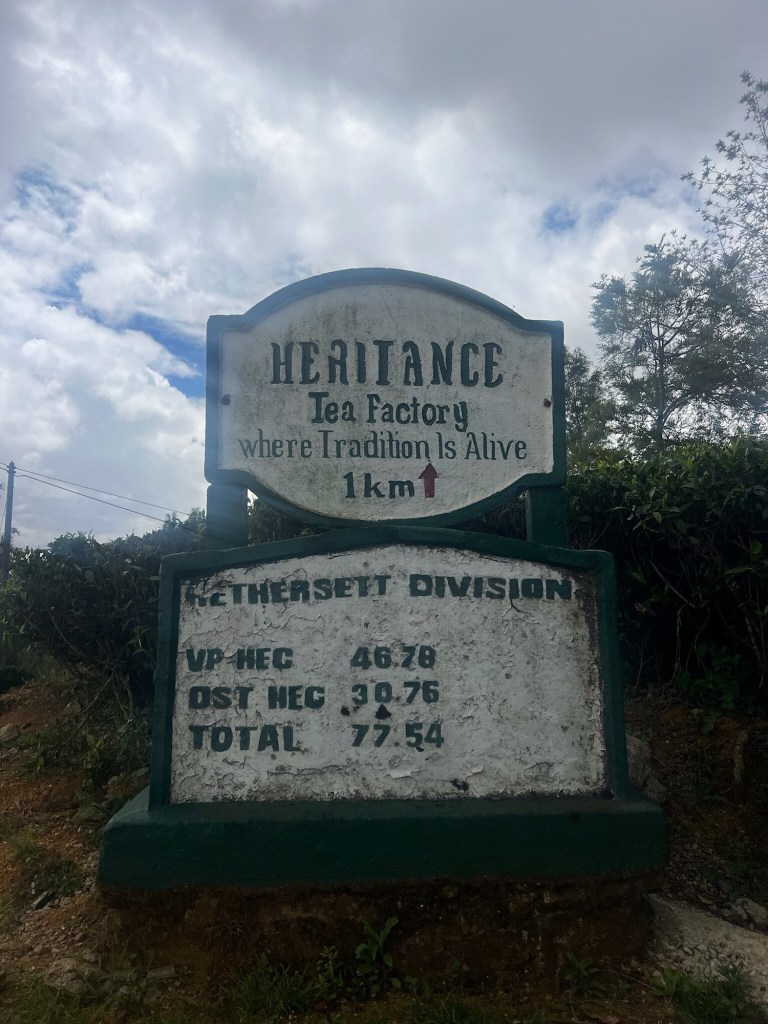 HERITANCE
Tea Factory
where Tradition Is Alive
1km
HETHERSETT DIVISION
VP HEC 46.78
OST HEC 30.76
TOTAL 77.54